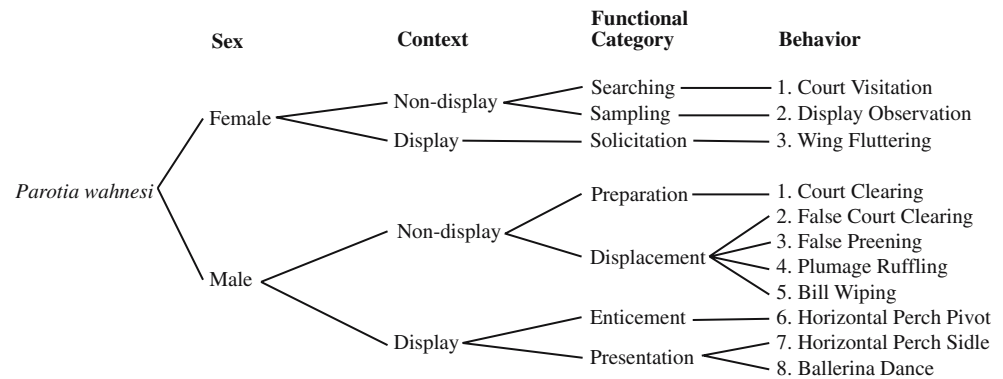 Sex
Context
Functional
Category
Behavior
Parotia wahnesi
Female
Non-display
Searching
1. Court Visitation
Sampling
2. Display Observation
Display
Solicitation
3. Wing Fluttering
Male
Non-display
Preparation
1. Court Clearing
Displacement
2. False Court Clearing
3. False Preening
4. Plumage Ruffling
5. Bill Wiping
Display
Enticement
6. Horizontal Perch Pivot
Presentation
7. Horizontal Perch Sidle
8. Ballerina Dance